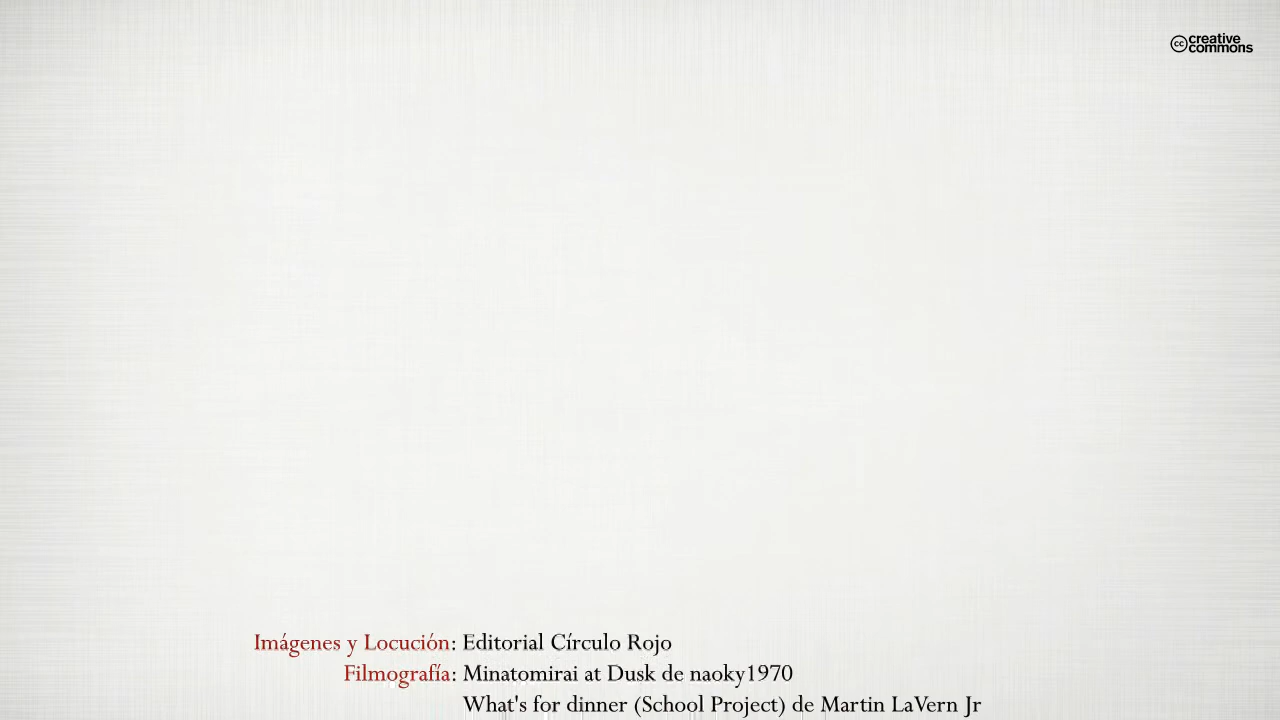 cc creative
commons
Imágenes y Locución: Editorial Círculo Rojo
Filmografía: Minatomirai at Dusk de naoky1970
What's for dinner (School Project) de Martin LaVern Jr